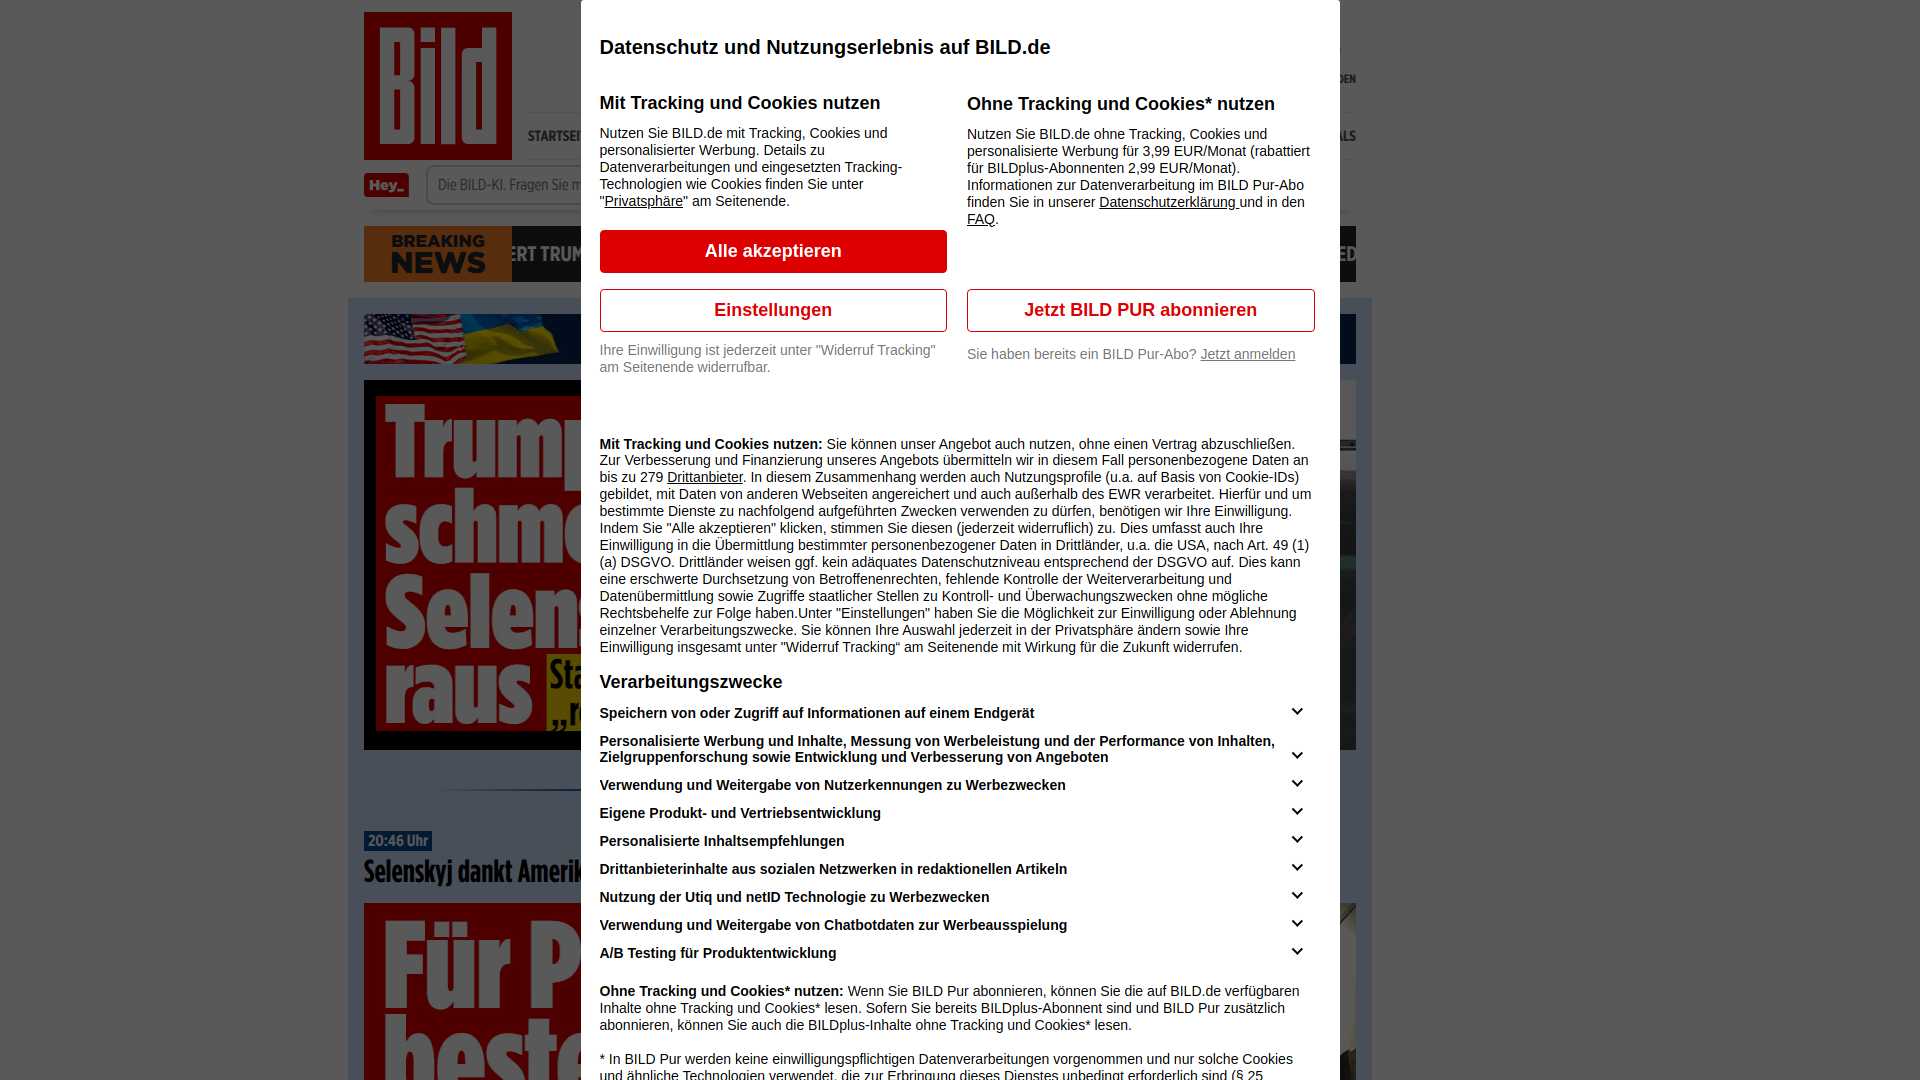 Bild
Datenschutz und Nutzungserlebnis auf BILD.de
Mit Tracking und Cookies nutzen
Nutzen Sie BILD.de mit Tracking, Cookies und
personalisierter Werbung. Details zu
Datenverarbeitungen und eingesetzten Tracking-
Technologien wie Cookies finden Sie unter
"Privatsphäre" am Seitenende.
Alle akzeptieren
Einstellungen
Ihre Einwilligung ist jederzeit unter "Widerruf Tracking"
am Seitenende widerrufbar.
Ohne Tracking und Cookies* nutzen
Nutzen Sie BILD.de ohne Tracking, Cookies und
personalisierte Werbung für 3,99 EUR/Monat (rabattiert
für BILDplus-Abonnenten 2,99 EUR/Monat).
Informationen zur Datenverarbeitung im BILD Pur-Abo
finden Sie in unserer Datenschutzerklärung und in den
FAQ.
Jetzt BILD PUR abonnieren
Sie haben bereits ein BILD Pur-Abo? Jetzt anmelden
Hey_
Die BILD-KI. Fragen Sie
BREAKING
NEWS
raus
20:46 Uhr
Selenskyj dankt
Für
Mit Tracking und Cookies nutzen: Sie können unser Angebot auch nutzen, ohne einen Vertrag abzuschließen.
Zur Verbesserung und Finanzierung unseres Angebots übermitteln wir in diesem Fall personenbezogene Daten an
bis zu 279 Drittanbieter. In diesem Zusammenhang werden auch Nutzungsprofile (u.a. auf Basis von Cookie-IDs)
gebildet, mit Daten von anderen Webseiten angereichert und auch außerhalb des EWR verarbeitet. Hierfür und um
bestimmte Dienste zu nachfolgend aufgeführten Zwecken verwenden zu dürfen, benötigen wir Ihre Einwilligung.
Indem Sie "Alle akzeptieren" klicken, stimmen Sie diesen (jederzeit widerruflich) zu. Dies umfasst auch Ihre
Einwilligung in die Übermittlung bestimmter personenbezogener Daten in Drittländer, u.a. die USA, nach Art. 49 (1)
(a) DSGVO. Drittländer weisen ggf. kein adäquates Datenschutzniveau entsprechend der DSGVO auf. Dies kann
eine erschwerte Durchsetzung von Betroffenenrechten, fehlende Kontrolle der Weiterverarbeitung und
Datenübermittlung sowie Zugriffe staatlicher Stellen zu Kontroll- und Überwachungszwecken ohne mögliche
Rechtsbehelfe zur Folge haben.Unter "Einstellungen" haben Sie die Möglichkeit zur Einwilligung oder Ablehnung
einzelner Verarbeitungszwecke. Sie können Ihre Auswahl jederzeit in der Privatsphäre ändern sowie Ihre
Einwilligung insgesamt unter "Widerruf Tracking“ am Seitenende mit Wirkung für die Zukunft widerrufen.
Verarbeitungszwecke
Speichern von oder Zugriff auf Informationen auf einem Endgerät
Personalisierte Werbung und Inhalte, Messung von Werbeleistung und der Performance von Inhalten,
Zielgruppenforschung sowie Entwicklung und Verbesserung von Angeboten
Verwendung und Weitergabe von Nutzerkennungen zu Werbezwecken
Eigene Produkt- und Vertriebsentwicklung
Personalisierte Inhaltsempfehlungen
Drittanbieterinhalte aus sozialen Netzwerken in redaktionellen Artikeln
Nutzung der Utiq und netID Technologie zu Werbezwecken
Verwendung und Weitergabe von Chatbotdaten zur Werbeausspielung
A/B Testing für Produktentwicklung
Ohne Tracking und Cookies* nutzen: Wenn Sie BILD Pur abonnieren, können Sie die auf BILD.de verfügbaren
Inhalte ohne Tracking und Cookies* lesen. Sofern Sie bereits BILDplus-Abonnent sind und BILD Pur zusätzlich
abonnieren, können Sie auch die BILDplus-Inhalte ohne Tracking und Cookies* lesen.
* In BILD Pur werden keine einwilligungspflichtigen Datenverarbeitungen vorgenommen und nur solche Cookies
und ähnliche Technologien verwendet, die zur Erbringung dieses Dienstes unbedingt erforderlich sind (§ 25